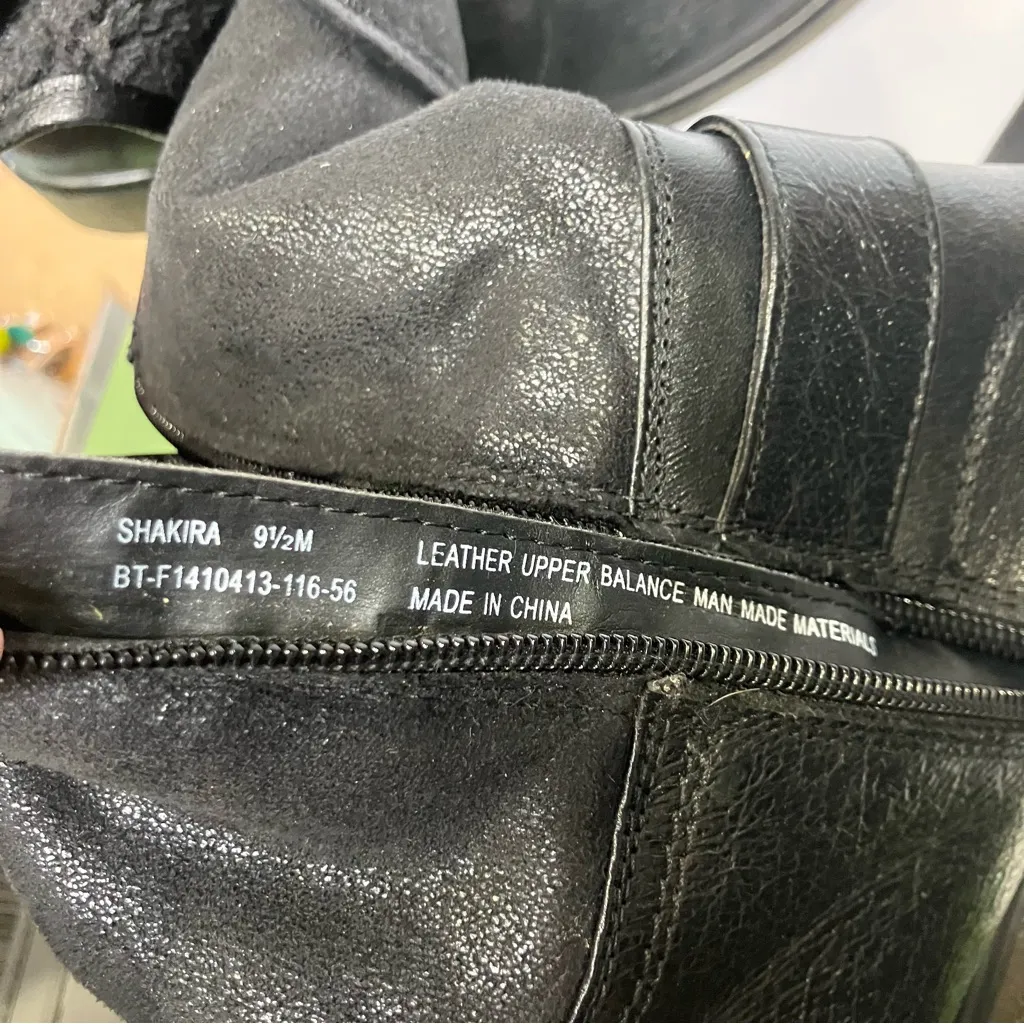 SHAKIRA 9½M
BT-F1410413-116-56
LEATHER UPPER BALANCE MAN MADE MATERIALS
MADE IN CHINA